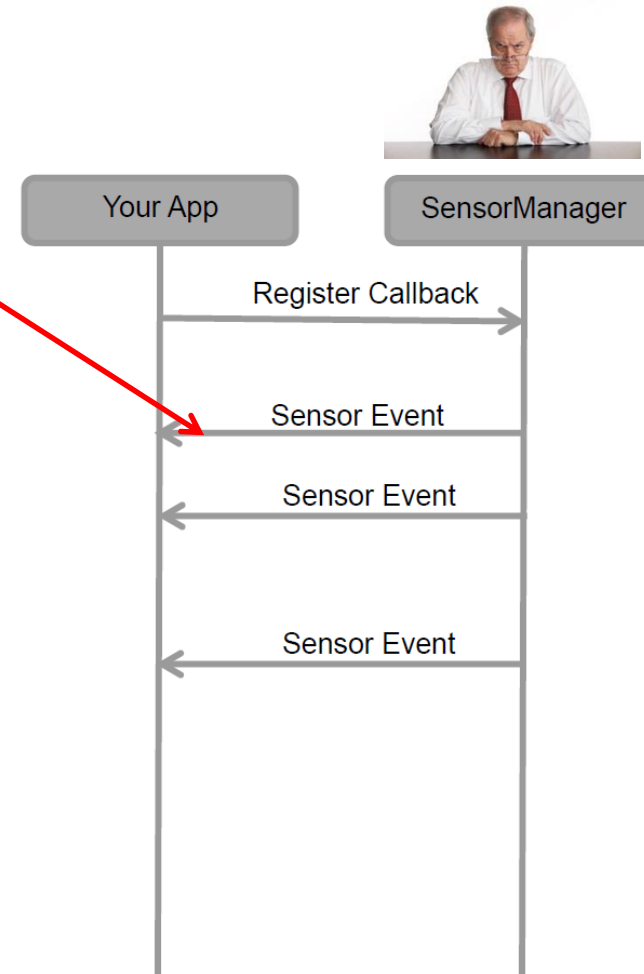 Your App
SensorManager
Register Callback
Sensor Event
Sensor Event
Sensor Event